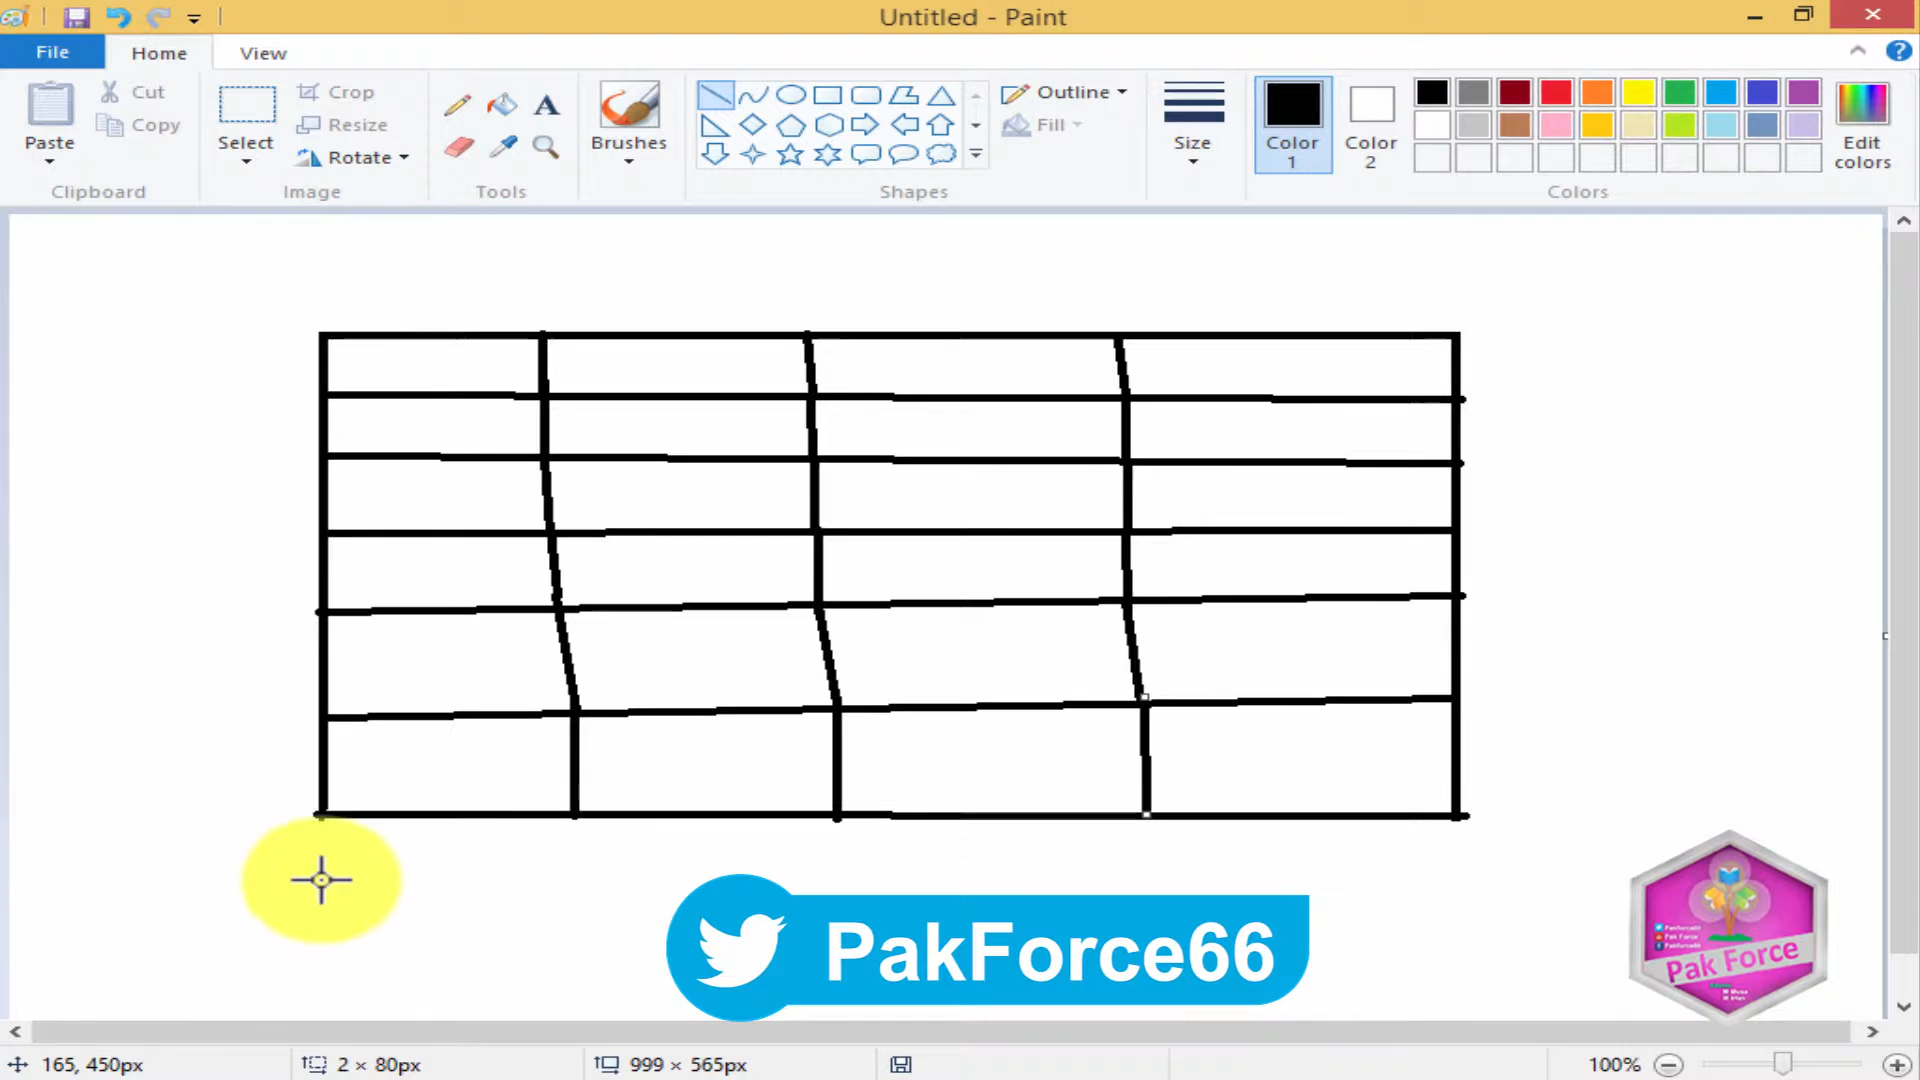 Untitled - Paint
File Home View
Paste Cut Copy Clipboard
Select Crop Resize Rotate Image
Tools
Brushes
Outline Fill Shapes
Size
Color 1 Color 2 Edit colors Colors
PakForce66
Pak Force
165, 450px 2 × 80px 999 × 565px 100%